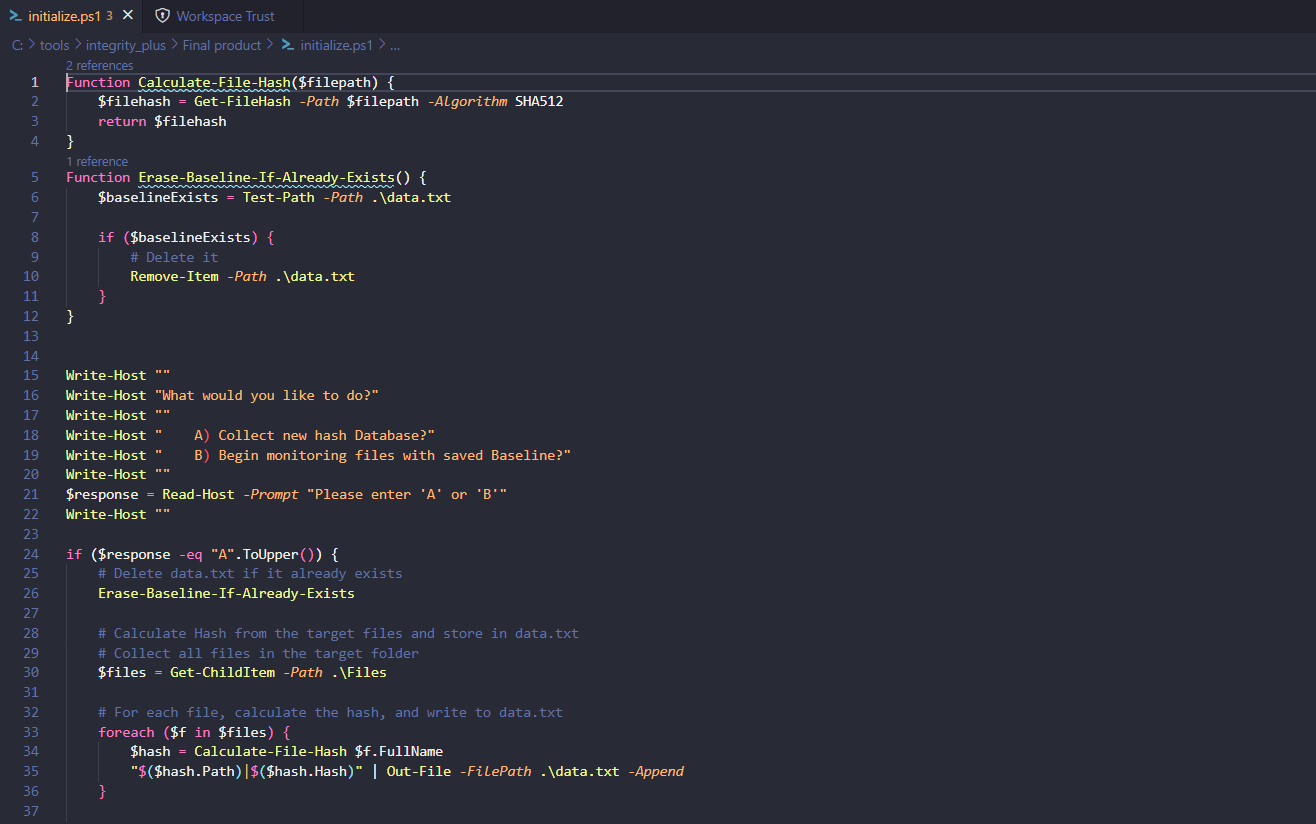 initialize.ps1 3 Workspace Trust
C: > tools > integrity_plus > Final product > initialize.ps1 > ...
2 references
1 Function Calculate-File-Hash($filepath) {
2     $filehash = Get-FileHash -Path $filepath -Algorithm SHA512
3     return $filehash
4 }
1 reference
5 Function Erase-Baseline-If-Already-Exists() {
6     $baselineExists = Test-Path -Path .\data.txt
7
8     if ($baselineExists) {
9         # Delete it
10         Remove-Item -Path .\data.txt
11     }
12 }
13
14
15 Write-Host ""
16 Write-Host "What would you like to do?"
17 Write-Host ""
18 Write-Host "    A) Collect new hash Database?"
19 Write-Host "    B) Begin monitoring files with saved Baseline?"
20 Write-Host ""
21 $response = Read-Host -Prompt "Please enter 'A' or 'B'"
22 Write-Host ""
23
24 if ($response -eq "A".ToUpper()) {
25     # Delete data.txt if it already exists
26     Erase-Baseline-If-Already-Exists
27
28     # Calculate Hash from the target files and store in data.txt
29     # Collect all files in the target folder
30     $files = Get-ChildItem -Path .\Files
31
32     # For each file, calculate the hash, and write to data.txt
33     foreach ($f in $files) {
34         $hash = Calculate-File-Hash $f.FullName
35         "$($hash.Path)|$($hash.Hash)" | Out-File -FilePath .\data.txt -Append
36     }
37